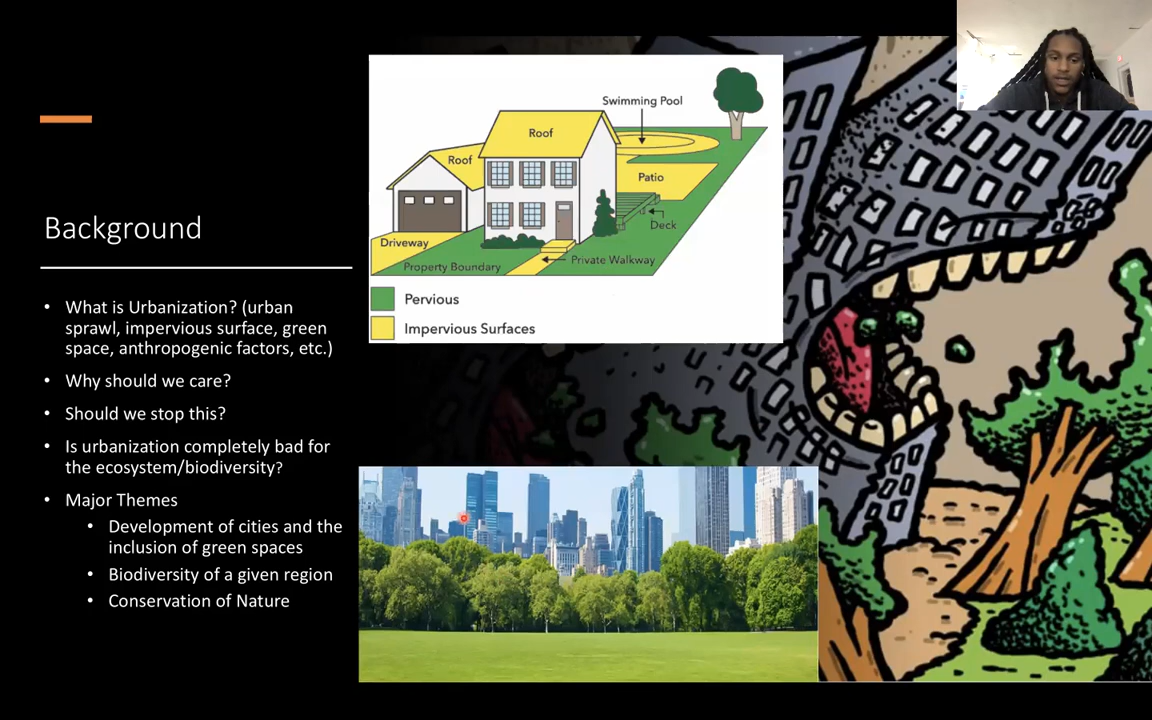 Background
• What is Urbanization? (urban
sprawl, impervious surface, green
space, anthropogenic factors, etc.)
• Why should we care?
• Should we stop this?
• Is urbanization completely bad for
the ecosystem/biodiversity?
• Major Themes
• Development of cities and the
inclusion of green spaces
• Biodiversity of a given region
• Conservation of Nature
Swimming Pool
Roof
Roof
Patio
Deck
Driveway
Private Walkway
Property Boundary
Pervious
Impervious Surfaces